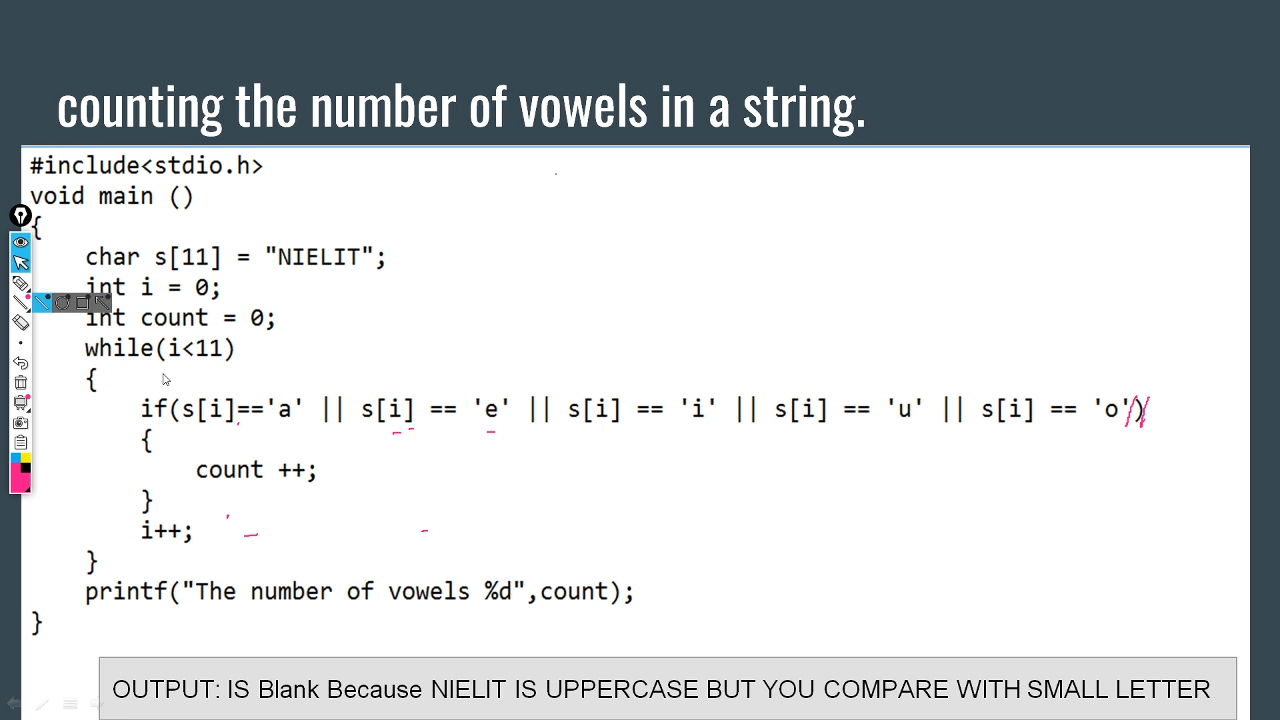 counting the number of vowels in a string.
#include<stdio.h>
void main ()
{
char s[11] = "NIELIT";
int i = 0;
int count = 0;
while(i<11)
{
if(s[i]=='a' || s[i] == 'e' || s[i] == 'i' || s[i] == 'u' || s[i] == 'o')
{
count ++;
}
i++;
}
printf("The number of vowels %d",count);
}
OUTPUT: IS Blank Because NIELIT IS UPPERCASE BUT YOU COMPARE WITH SMALL LETTER